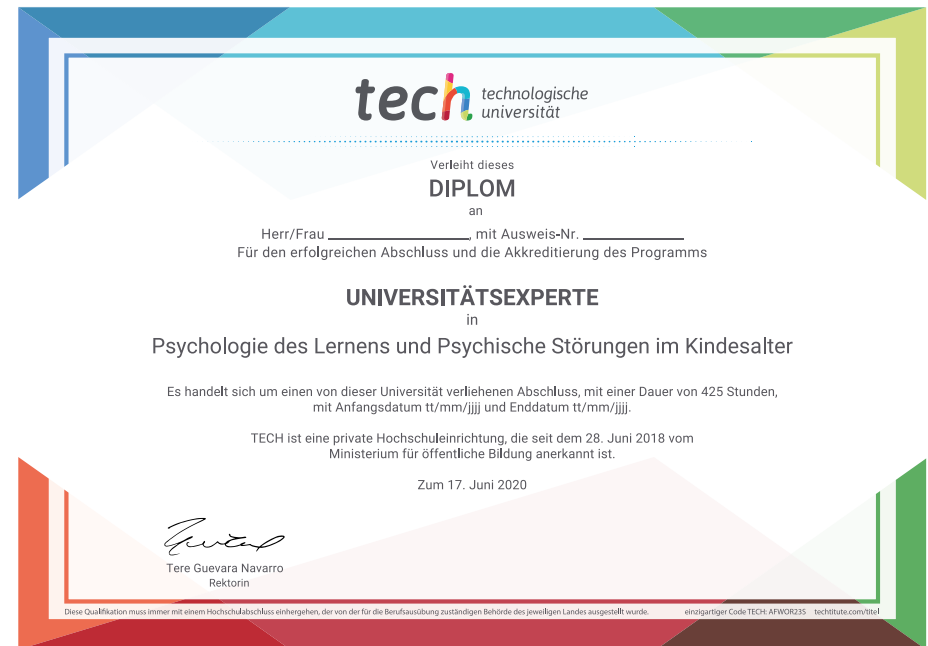 tech technologische
universität
Verleiht dieses
DIPLOM
an
Herr/Frau ____________________, mit Ausweis-Nr. ______________
Für den erfolgreichen Abschluss und die Akkreditierung des Programms
UNIVERSITÄTSEXPERTE
in
Psychologie des Lernens und Psychische Störungen im Kindesalter
Es handelt sich um einen von dieser Universität verliehenen Abschluss, mit einer Dauer von 425 Stunden,
mit Anfangsdatum tt/mm/jjjj und Enddatum tt/mm/jjjj.
TECH ist eine private Hochschuleinrichtung, die seit dem 28. Juni 2018 vom
Ministerium für öffentliche Bildung anerkannt ist.
Zum 17. Juni 2020
Tere Guevara Navarro
Rektorin
Diese Qualifikation muss immer mit einem Hochschulabschluss einhergehen, der von der für die Berufsausübung zuständigen Behörde des jeweiligen Landes ausgestellt wurde. einzigartiger Code TECH: AFWOR23S techtitute.com/titel